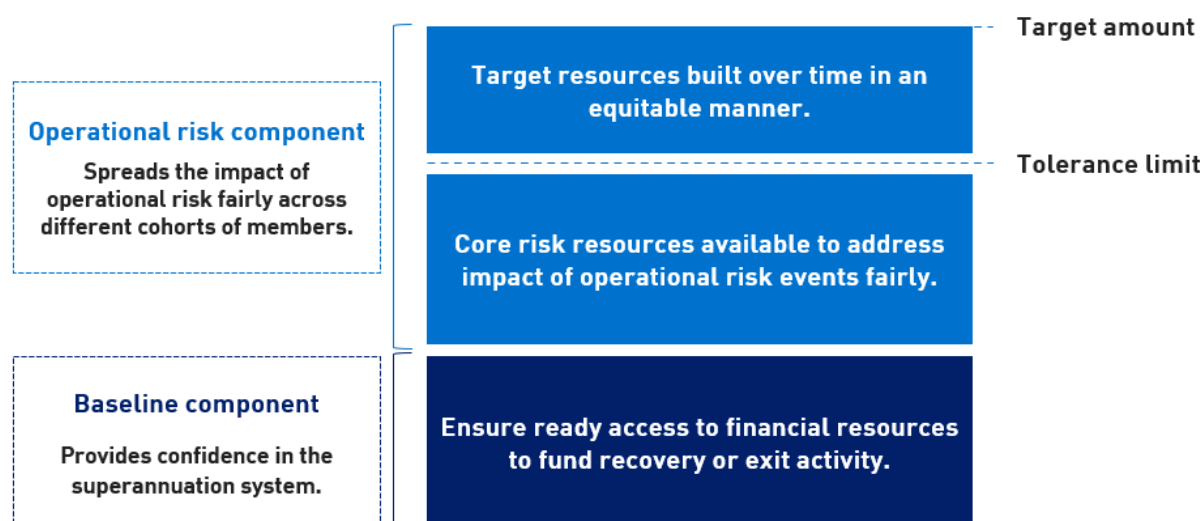 Target amount
Target resources built over time in an
equitable manner.
Operational risk component
Spreads the impact of
operational risk fairly across
different cohorts of members.
Tolerance limit
Core risk resources available to address
impact of operational risk events fairly.
Baseline component
Provides confidence in the
superannuation system.
Ensure ready access to financial resources
to fund recovery or exit activity.